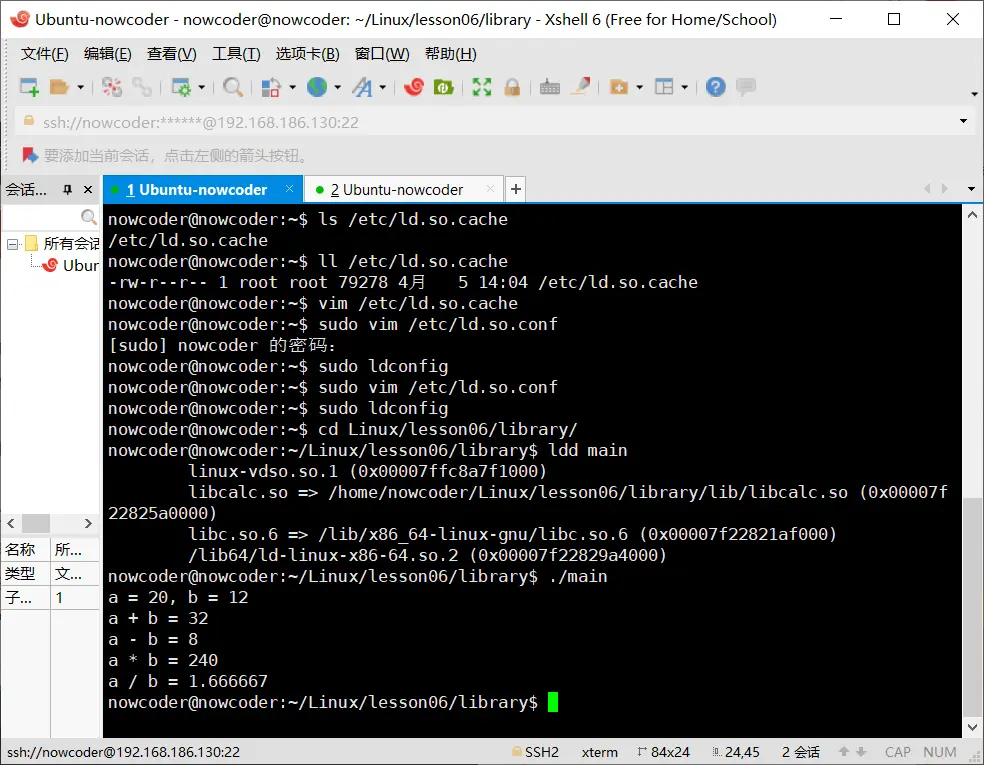 Ubuntu-nowcoder - nowcoder@nowcoder: ~/Linux/lesson06/library - Xshell 6 (Free for Home/School)
文件(F) 编辑(E) 查看(V) 工具(T) 选项卡(B) 窗口(W) 帮助(H)
ssh://nowcoder:******@192.168.186.130:22
要添加当前会话，点击左侧的箭头按钮。
会话...
1 Ubuntu-nowcoder
2 Ubuntu-nowcoder
所有会话
Ubun
名称 所...
类型 文...
子... 1
nowcoder@nowcoder:~$ ls /etc/ld.so.cache
/etc/ld.so.cache
nowcoder@nowcoder:~$ ll /etc/ld.so.cache
-rw-r--r-- 1 root root 79278 4月   5 14:04 /etc/ld.so.cache
nowcoder@nowcoder:~$ vim /etc/ld.so.cache
nowcoder@nowcoder:~$ sudo vim /etc/ld.so.conf
[sudo] nowcoder 的密码：
nowcoder@nowcoder:~$ sudo ldconfig
nowcoder@nowcoder:~$ sudo vim /etc/ld.so.conf
nowcoder@nowcoder:~$ sudo ldconfig
nowcoder@nowcoder:~$ cd Linux/lesson06/library/
nowcoder@nowcoder:~/Linux/lesson06/library$ ldd main
linux-vdso.so.1 (0x00007ffc8a7f1000)
libcalc.so => /home/nowcoder/Linux/lesson06/library/lib/libcalc.so (0x00007f
22825a0000)
libc.so.6 => /lib/x86_64-linux-gnu/libc.so.6 (0x00007f22821af000)
/lib64/ld-linux-x86-64.so.2 (0x00007f22829a4000)
nowcoder@nowcoder:~/Linux/lesson06/library$ ./main
a = 20, b = 12
a + b = 32
a - b = 8
a * b = 240
a / b = 1.666667
nowcoder@nowcoder:~/Linux/lesson06/library$
ssh://nowcoder@192.168.186.130:22 SSH2 xterm 84x24 24,45 2 会话 CAP NUM